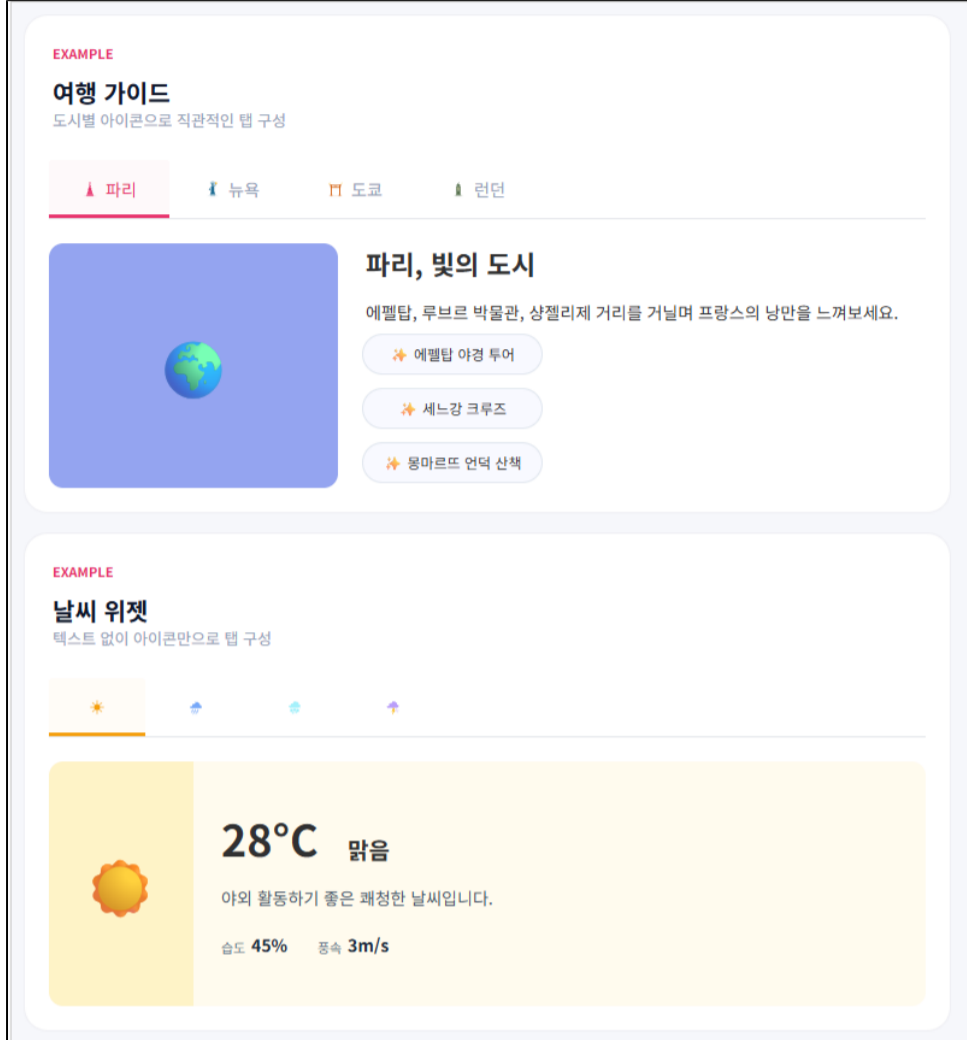 EXAMPLE
여행 가이드
도시별 아이콘으로 직관적인 탭 구성
파리 뉴욕 도쿄 런던
파리, 빛의 도시
에펠탑, 루브르 박물관, 샹젤리제 거리를 거닐며 프랑스의 낭만을 느껴보세요.
✨ 에펠탑 야경 투어
✨ 세느강 크루즈
✨ 몽마르뜨 언덕 산책
EXAMPLE
날씨 위젯
텍스트 없이 아이콘만으로 탭 구성
28°C 맑음
야외 활동하기 좋은 쾌청한 날씨입니다.
습도 45% 풍속 3m/s